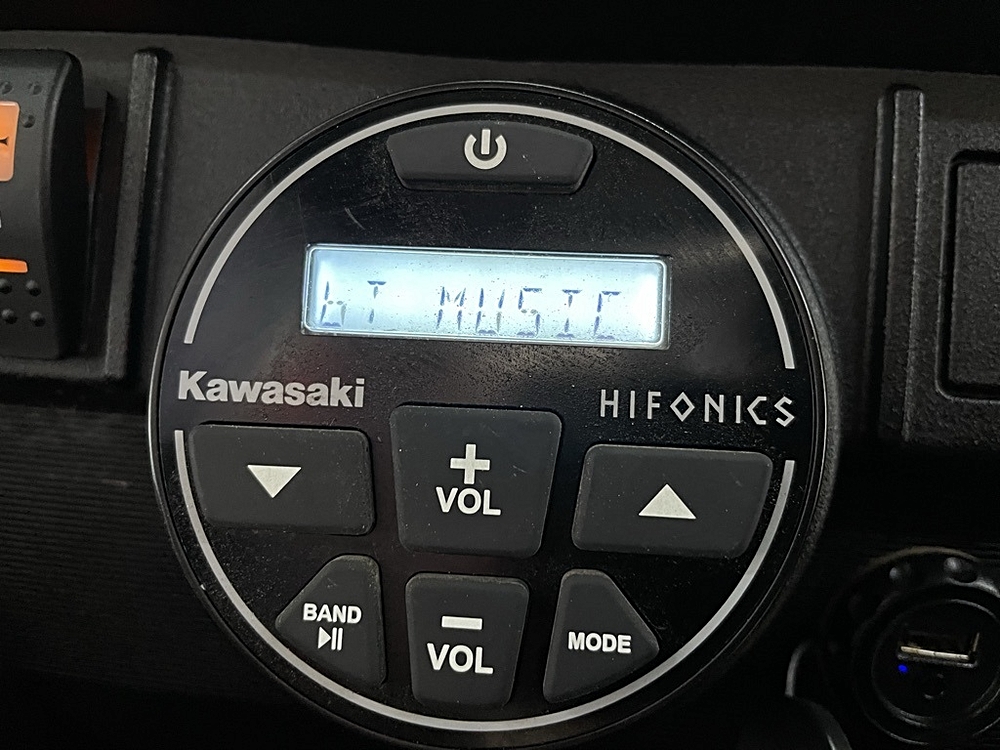 bT MUSIC
Kawasaki
HIFONICS
+
VOL
BAND
−
VOL
MODE